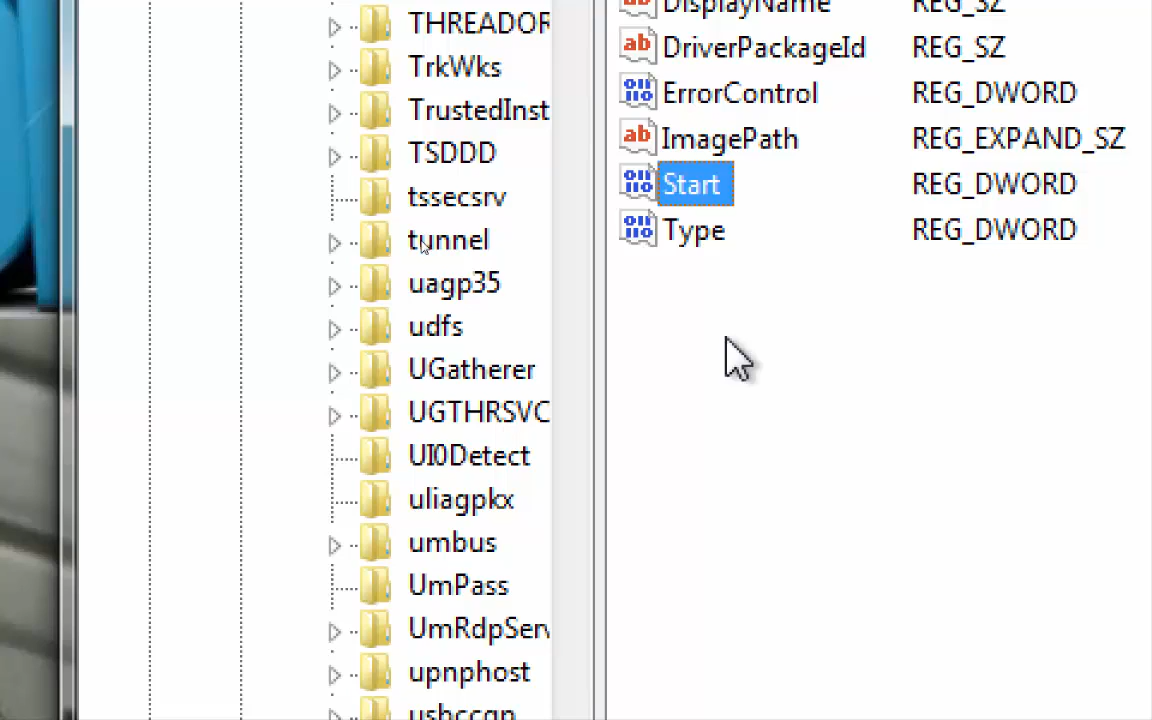 THREADOR
TrkWks
TrustedInst
TSDDD
tssecsrv
tunnel
uagp35
udfs
UGatherer
UGTHRSVC
UI0Detect
uliagpkx
umbus
UmPass
UmRdpServ
upnphost
usbccgp
DisplayName REG_SZ
DriverPackageId REG_SZ
ErrorControl REG_DWORD
ImagePath REG_EXPAND_SZ
Start REG_DWORD
Type REG_DWORD